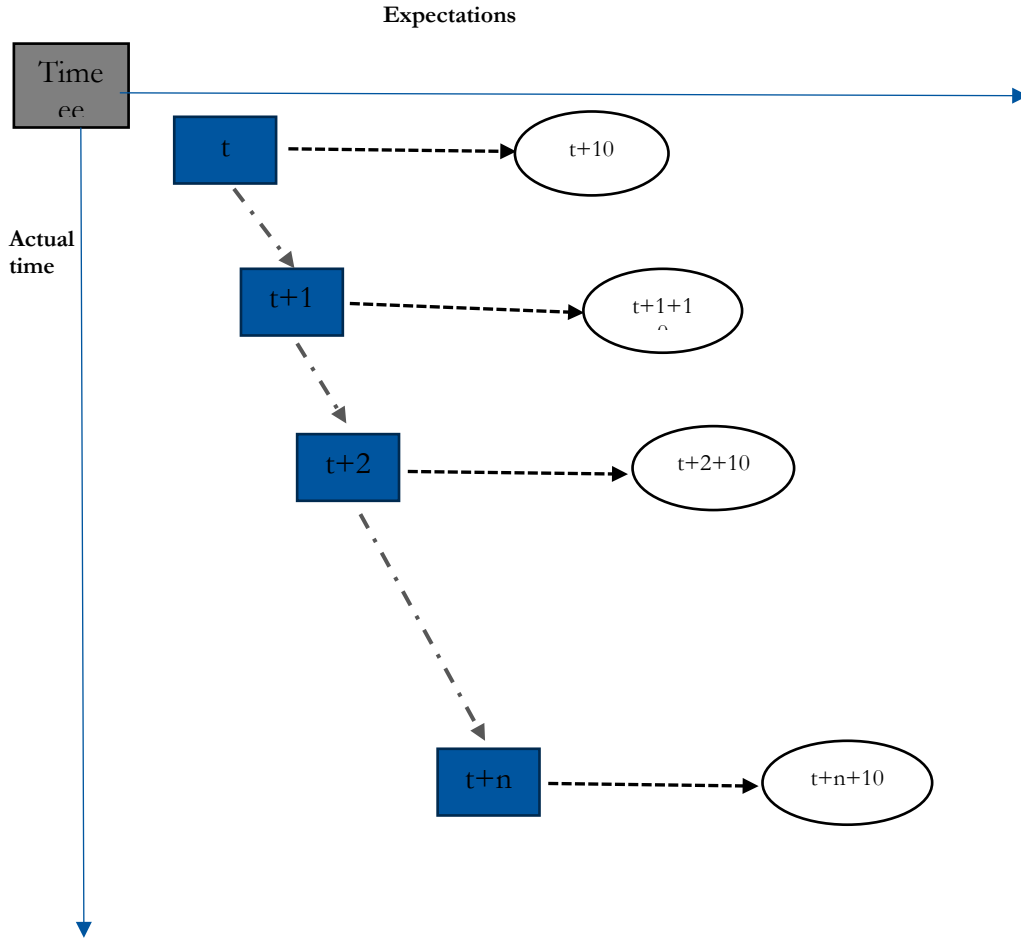 Expectations
Time
t
t+10
Actual
time
t+1
t+1+1
t+2
t+2+10
t+n
t+n+10